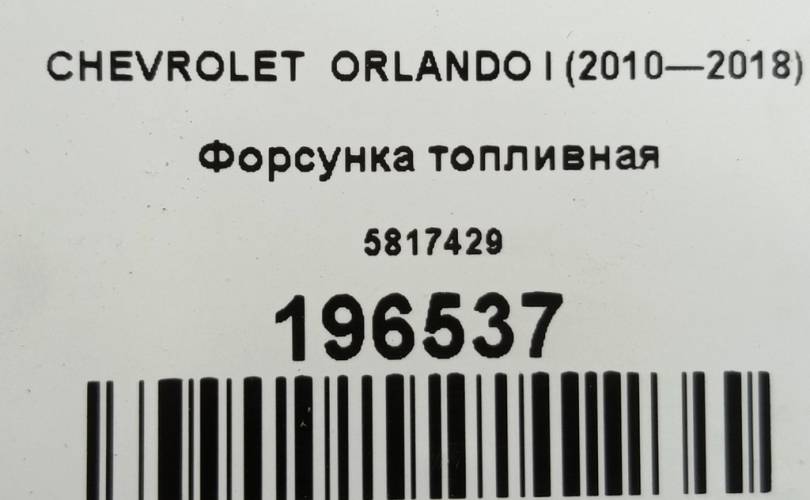 CHEVROLET ORLANDO I (2010—2018)
Форсунка топливная
5817429
196537